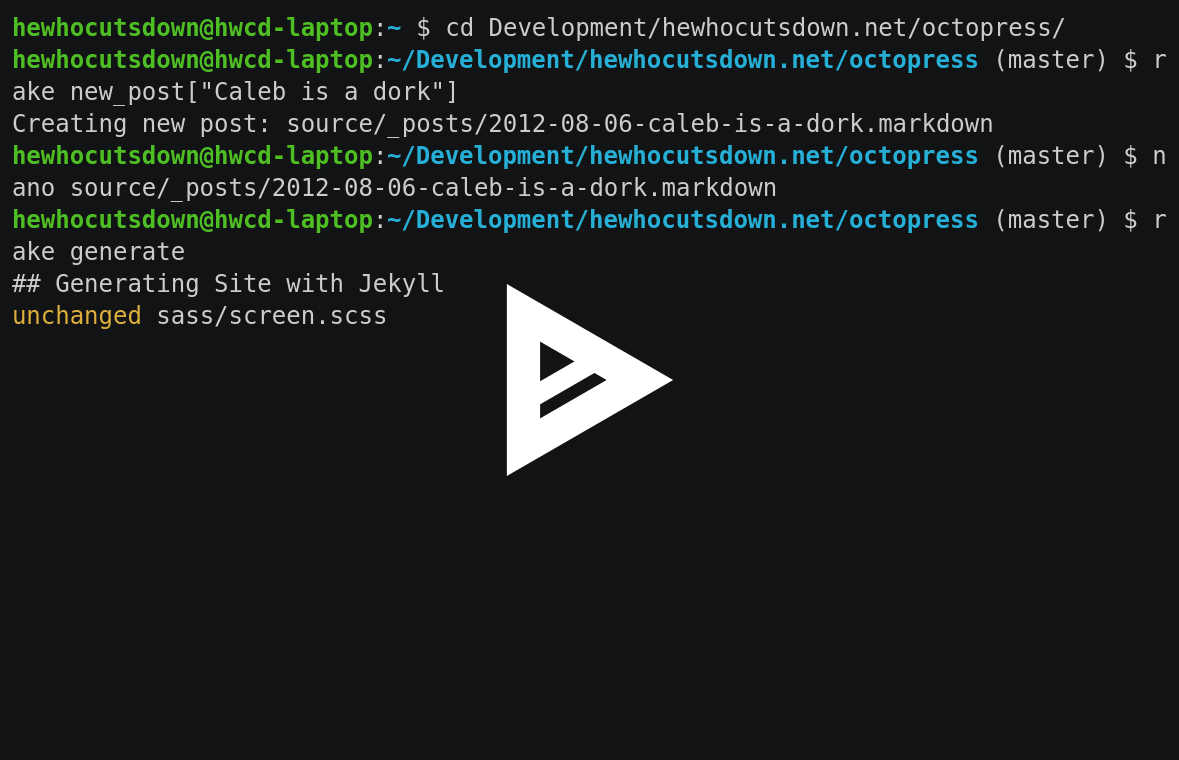 hewhocutsdown@hwcd-laptop:~ $ cd Development/hewhocutsdown.net/octopress/
hewhocutsdown@hwcd-laptop:~/Development/hewhocutsdown.net/octopress (master) $ r
ake new_post["Caleb is a dork"]
Creating new post: source/_posts/2012-08-06-caleb-is-a-dork.markdown
hewhocutsdown@hwcd-laptop:~/Development/hewhocutsdown.net/octopress (master) $ n
ano source/_posts/2012-08-06-caleb-is-a-dork.markdown
hewhocutsdown@hwcd-laptop:~/Development/hewhocutsdown.net/octopress (master) $ r
ake generate
## Generating Site with Jekyll
unchanged sass/screen.scss